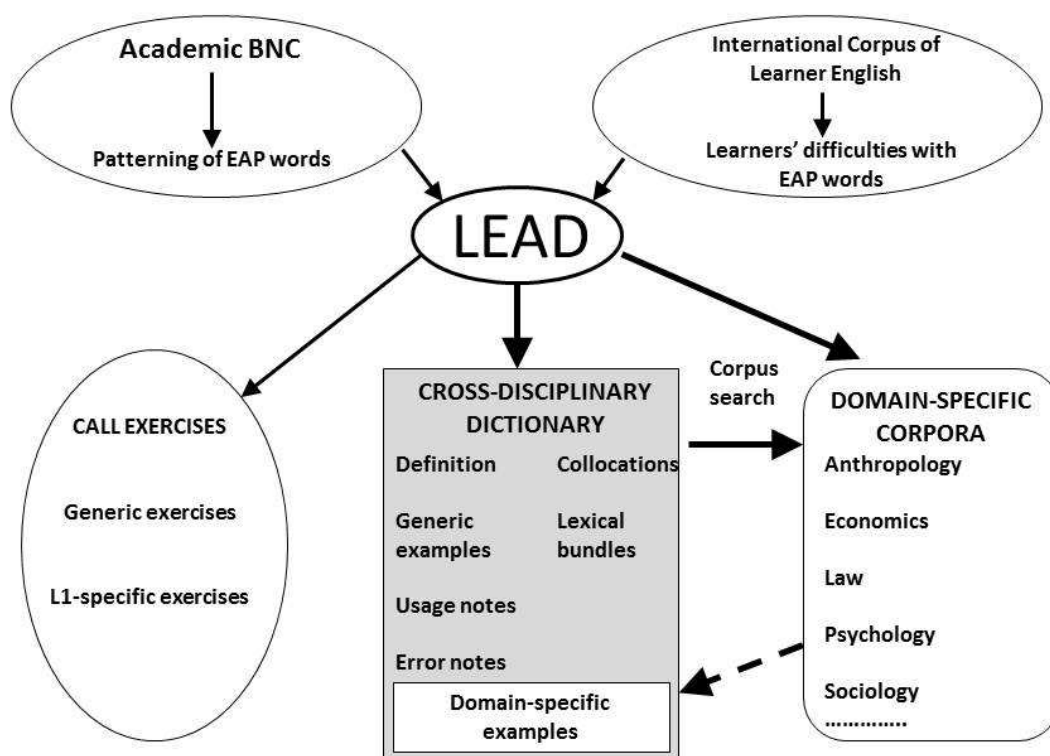 Academic BNC
Patterning of EAP words
International Corpus of
Learner English
Learners’ difficulties with
EAP words
LEAD
CALL EXERCISES
Generic exercises
L1-specific exercises
CROSS-DISCIPLINARY
DICTIONARY
Definition
Collocations
Generic
examples
Lexical
bundles
Usage notes
Error notes
Domain-specific
examples
Corpus
search
DOMAIN-SPECIFIC
CORPORA
Anthropology
Economics
Law
Psychology
Sociology
…………..